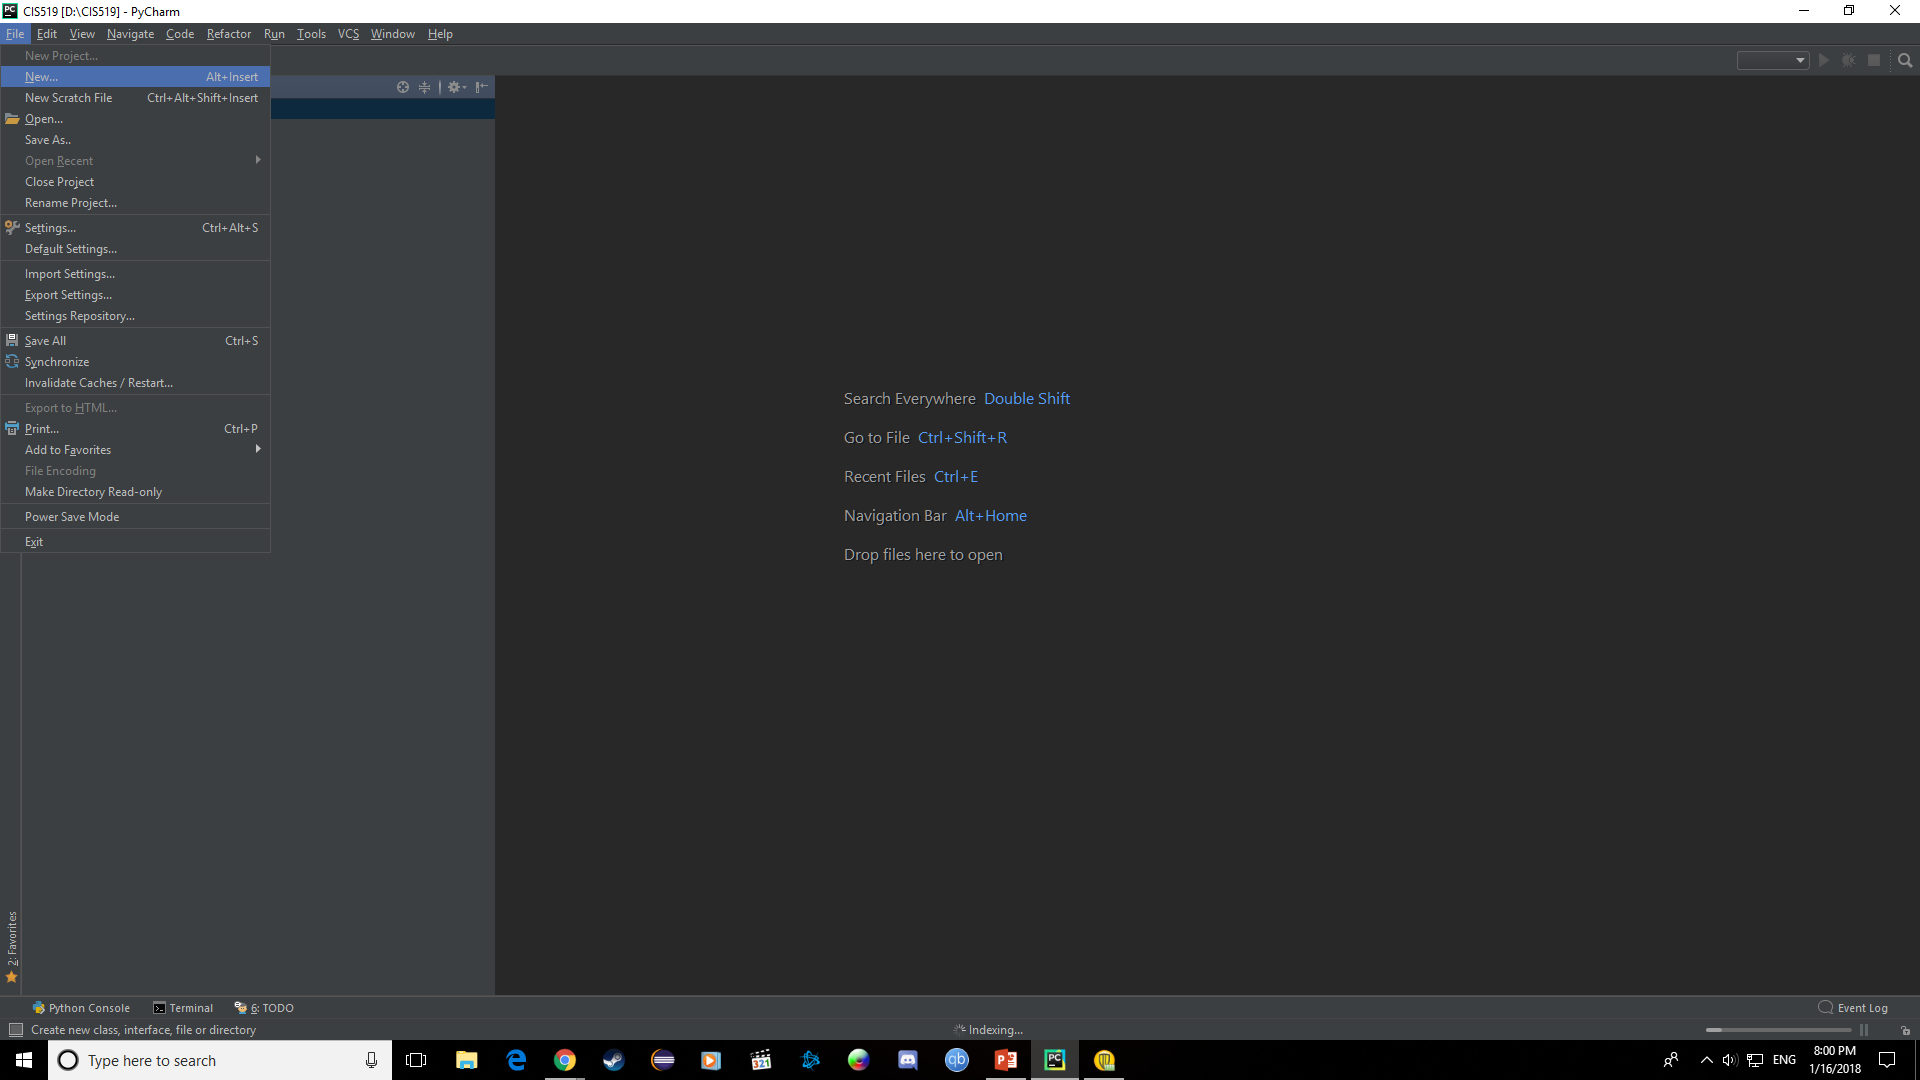 CIS519 [D:\CIS519] - PyCharm
File Edit View Navigate Code Refactor Run Tools VCS Window Help
New Project...
New... Alt+Insert
New Scratch File Ctrl+Alt+Shift+Insert
Open...
Save As..
Open Recent
Close Project
Rename Project...
Settings... Ctrl+Alt+S
Default Settings...
Import Settings...
Export Settings...
Settings Repository...
Save All Ctrl+S
Synchronize
Invalidate Caches / Restart...
Export to HTML...
Print... Ctrl+P
Add to Favorites
File Encoding
Make Directory Read-only
Power Save Mode
Exit
Search Everywhere Double Shift
Go to File Ctrl+Shift+R
Recent Files Ctrl+E
Navigation Bar Alt+Home
Drop files here to open
2: Favorites
Python Console Terminal 6: TODO Event Log
Create new class, interface, file or directory Indexing...
Type here to search
ENG
8:00 PM
1/16/2018